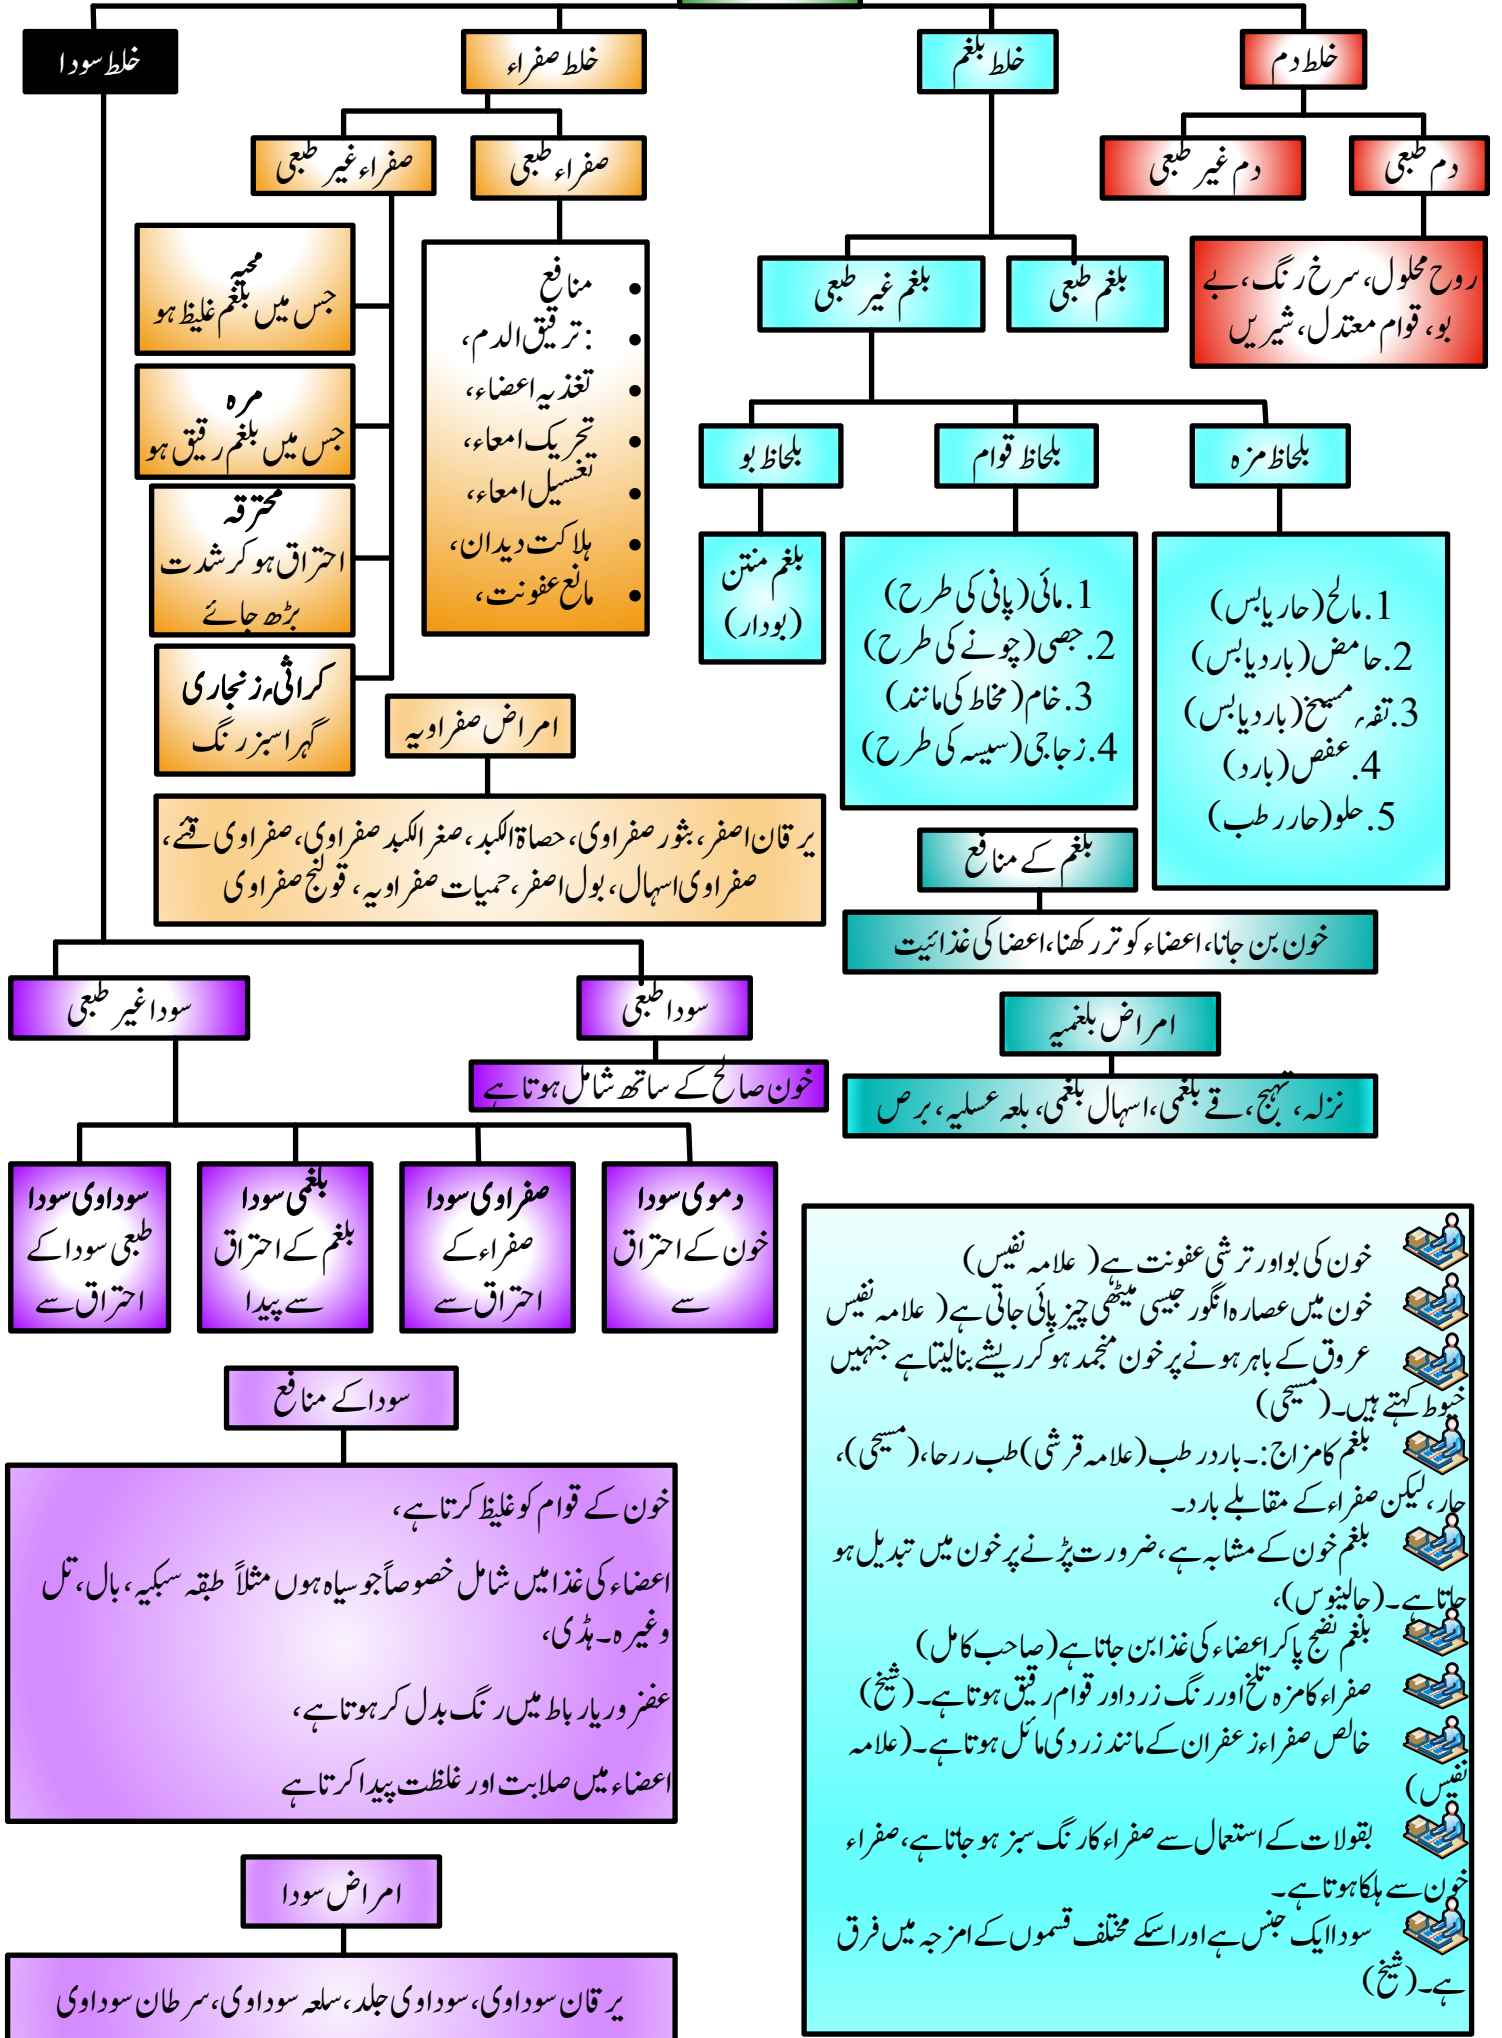 خلط دم
خلط بلغم
خلط صفراء
خلط سودا
دم طبعی
دم غیر طبعی
صفراء طبعی
صفراء غیر طبعی
روح محلول، سرخ رنگ، بے
بو، قوام معتدل، شیریں
بلغم طبعی
بلغم غیر طبعی
منافع
: ترقیق الدم،
تغذیہ اعضاء،
تحریک امعاء،
تغسیل امعاء،
ہلاکت دیدان،
مانع عفونت،
محیہ
جس میں بلغم غلیظ ہو
مرہ
جس میں بلغم رقیق ہو
محترقہ
احتراق ہو کر شدت
بڑھ جائے
کراثی، زنجاری
گہرا سبز رنگ
بلحاظ مزہ
بلحاظ قوام
بلحاظ بو
1. مالح (حار یابس)
2. حامض (بارد یابس)
3. تفہ، مسیخ (بارد یابس)
4. عفص (بارد)
5. حلو (حار رطب)
1. مائی (پانی کی طرح)
2. جصی (چونے کی طرح)
3. خام (مخاط کی مانند)
4. زجاجی (سیسہ کی طرح)
بلغم منتن
(بودار)
امراض صفراویہ
یرقان اصفر، بثور صفراوی، حصاۃ الکبد، صغر الکبد صفراوی، صفراوی قئے،
صفراوی اسہال، بول اصفر، حمیات صفراویہ، قولنج صفراوی
بلغم کے منافع
خون بن جانا، اعضاء کو تر رکھنا، اعضا کی غذائیت
امراض بلغمیہ
نزلہ، تہبج، قے بلغمی، اسہال بلغمی، بلعہ عسلیہ، برص
سودا طبعی
سودا غیر طبعی
خون صالح کے ساتھ شامل ہوتا ہے
دموی سودا
خون کے احتراق
سے
صفراوی سودا
صفراء کے
احتراق سے
بلغمی سودا
بلغم کے احتراق
سے پیدا
سوداوی سودا
طبعی سودا کے
احتراق سے
سودا کے منافع
خون کے قوام کو غلیظ کرتا ہے،
اعضاء کی غذا میں شامل خصوصاً جو سیاہ ہوں مثلاً طبقہ سبکیہ، بال، تل
وغیرہ۔ ہڈی،
عفزوریا رباط میں رنگ بدل کر ہوتا ہے،
اعضاء میں صلابت اور غلظت پیدا کرتا ہے
امراض سودا
یرقان سوداوی، سوداوی جلد، سلعہ سوداوی، سرطان سوداوی
خون کی بو اور ترشی عفونت ہے ( علامہ نفیس)
خون میں عصارہ انگور جیسی میٹھی چیز پائی جاتی ہے ( علامہ نفیس
عروق کے باہر ہونے پر خون منجمد ہو کر ریشے بنا لیتا ہے جنہیں
خیوط کہتے ہیں۔ (مسیحی)
بلغم کا مزاج :۔ بارد رطب (علامہ قرشی) طب ررحا، (مسیحی)،
حار، لیکن صفراء کے مقابلے بارد۔
بلغم خون کے مشابہ ہے، ضرورت پڑنے پر خون میں تبدیل ہو
جاتا ہے۔ (جالینوس)،
بلغم نضج پا کر اعضاء کی غذا بن جاتا ہے (صاحب کامل)
صفراء کا مزہ تلخ اور رنگ زرد اور قوام رقیق ہوتا ہے۔ (شیخ)
خالص صفراء زعفران کے مانند زردی مائل ہوتا ہے۔ (علامہ
نفیس)
بقولات کے استعمال سے صفراء کا رنگ سبز ہو جاتا ہے، صفراء
خون سے ہلکا ہوتا ہے۔
سودا ایک جنس ہے اور اسکے مختلف قسموں کے امزجہ میں فرق
ہے۔ (شیخ)